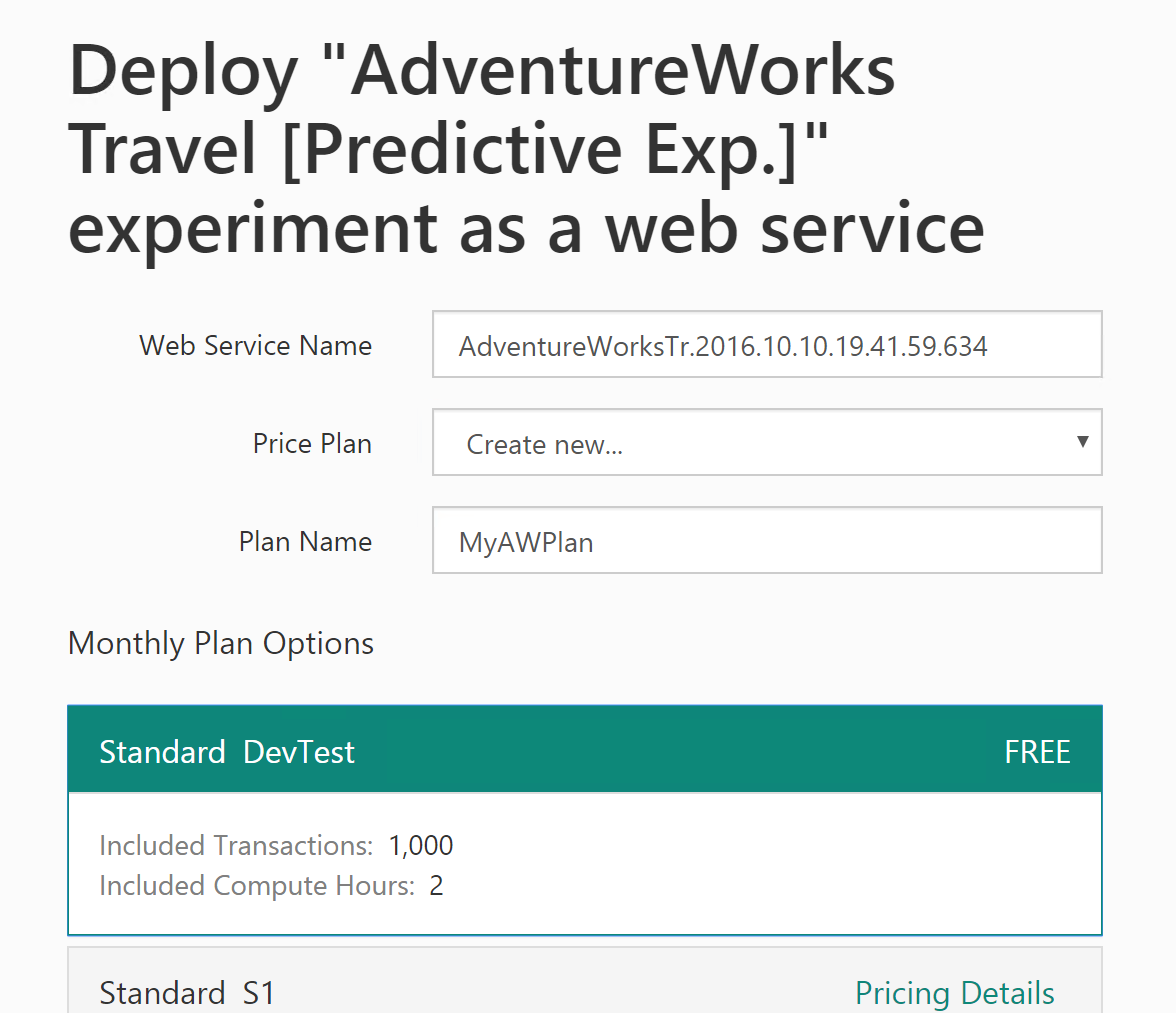 Deploy "AdventureWorks
Travel [Predictive Exp.]"
experiment as a web service
Web Service Name AdventureWorksTr.2016.10.10.19.41.59.634
Price Plan Create new...
Plan Name MyAWPlan
Monthly Plan Options
Standard DevTest FREE
Included Transactions: 1,000
Included Compute Hours: 2
Standard S1 Pricing Details